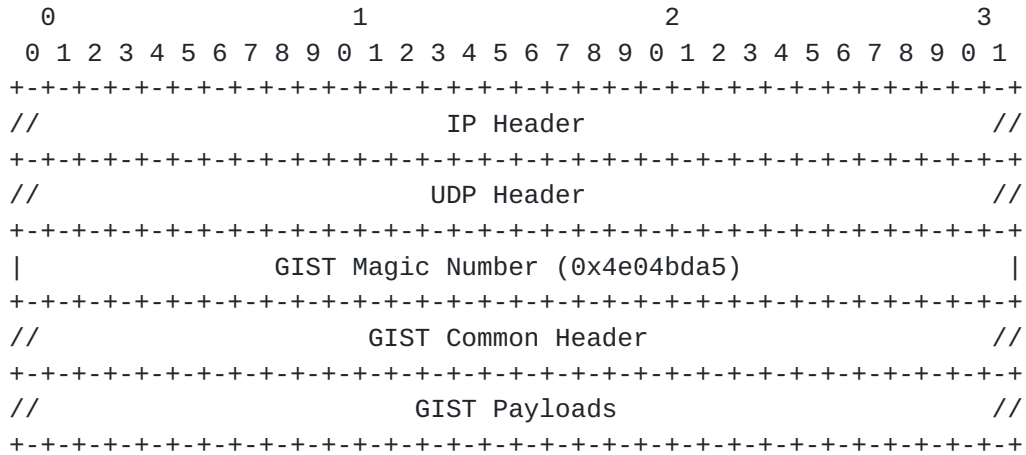 0                   1                   2                   3
 0 1 2 3 4 5 6 7 8 9 0 1 2 3 4 5 6 7 8 9 0 1 2 3 4 5 6 7 8 9 0 1
+-+-+-+-+-+-+-+-+-+-+-+-+-+-+-+-+-+-+-+-+-+-+-+-+-+-+-+-+-+-+-+-+
//                          IP Header                          //
+-+-+-+-+-+-+-+-+-+-+-+-+-+-+-+-+-+-+-+-+-+-+-+-+-+-+-+-+-+-+-+-+
//                         UDP Header                          //
+-+-+-+-+-+-+-+-+-+-+-+-+-+-+-+-+-+-+-+-+-+-+-+-+-+-+-+-+-+-+-+-+
|                GIST Magic Number (0x4e04bda5)                 |
+-+-+-+-+-+-+-+-+-+-+-+-+-+-+-+-+-+-+-+-+-+-+-+-+-+-+-+-+-+-+-+-+
//                     GIST Common Header                      //
+-+-+-+-+-+-+-+-+-+-+-+-+-+-+-+-+-+-+-+-+-+-+-+-+-+-+-+-+-+-+-+-+
//                        GIST Payloads                        //
+-+-+-+-+-+-+-+-+-+-+-+-+-+-+-+-+-+-+-+-+-+-+-+-+-+-+-+-+-+-+-+-+